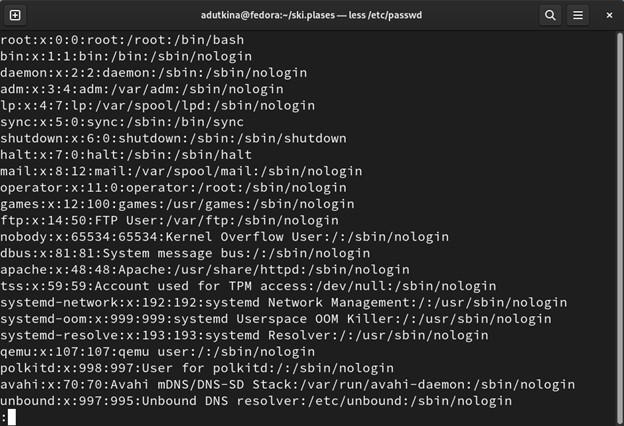 adutkina@fedora:~/ski.plases — less /etc/passwd
root:x:0:0:root:/root:/bin/bash
bin:x:1:1:bin:/bin:/sbin/nologin
daemon:x:2:2:daemon:/sbin:/sbin/nologin
adm:x:3:4:adm:/var/adm:/sbin/nologin
lp:x:4:7:lp:/var/spool/lpd:/sbin/nologin
sync:x:5:0:sync:/sbin:/bin/sync
shutdown:x:6:0:shutdown:/sbin:/sbin/shutdown
halt:x:7:0:halt:/sbin:/sbin/halt
mail:x:8:12:mail:/var/spool/mail:/sbin/nologin
operator:x:11:0:operator:/root:/sbin/nologin
games:x:12:100:games:/usr/games:/sbin/nologin
ftp:x:14:50:FTP User:/var/ftp:/sbin/nologin
nobody:x:65534:65534:Kernel Overflow User:/:/sbin/nologin
dbus:x:81:81:System message bus:/:/sbin/nologin
apache:x:48:48:Apache:/usr/share/httpd:/sbin/nologin
tss:x:59:59:Account used for TPM access:/dev/null:/sbin/nologin
systemd-network:x:192:192:systemd Network Management:/:/usr/sbin/nologin
systemd-oom:x:999:999:systemd Userspace OOM Killer:/:/usr/sbin/nologin
systemd-resolve:x:193:193:systemd Resolver:/:/usr/sbin/nologin
qemu:x:107:107:qemu user:/:/sbin/nologin
polkitd:x:998:997:User for polkitd:/:/sbin/nologin
avahi:x:70:70:Avahi mDNS/DNS-SD Stack:/var/run/avahi-daemon:/sbin/nologin
unbound:x:997:995:Unbound DNS resolver:/etc/unbound:/sbin/nologin
: